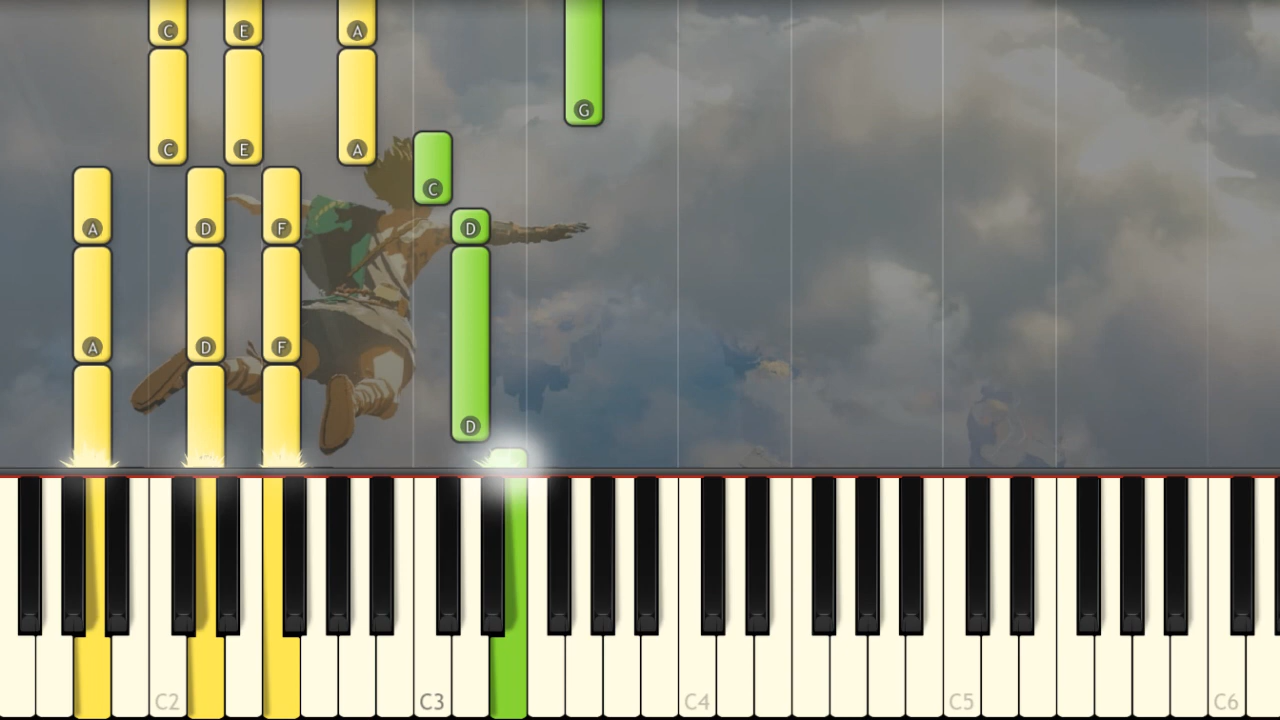 C E A
G
C E A
C
A D F D
A D F
D
C2 C3 C4 C5 C6